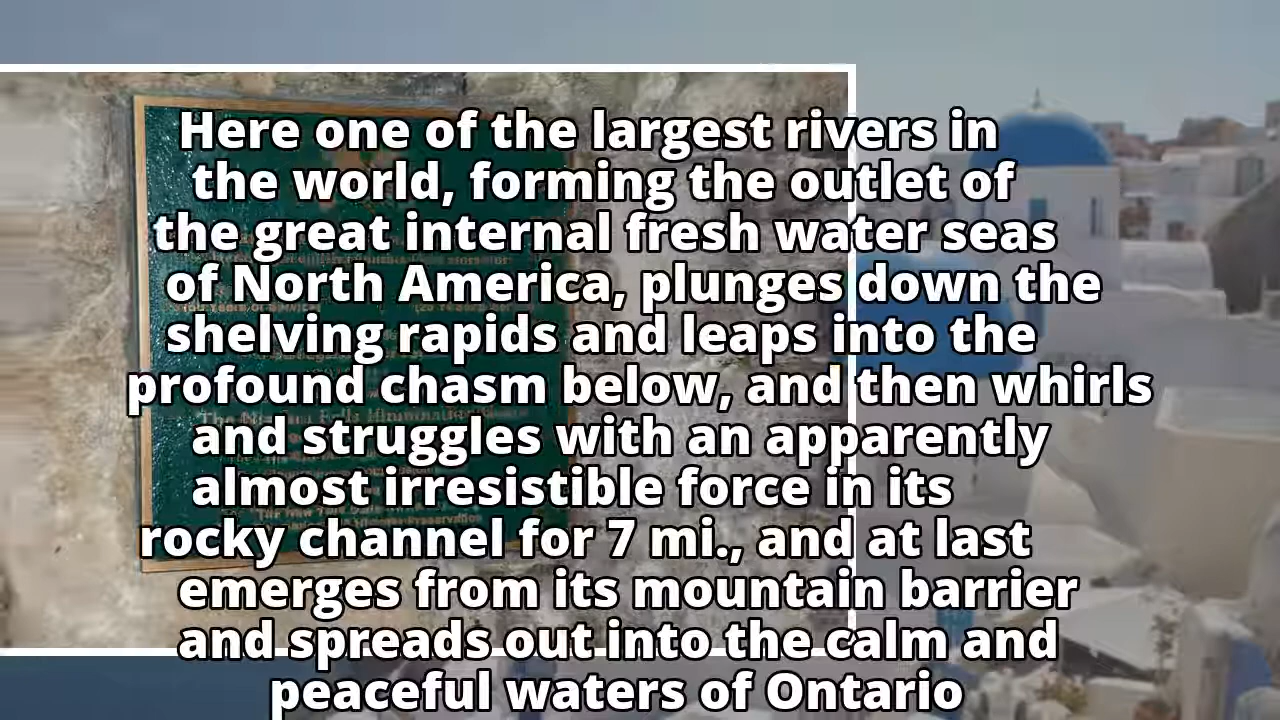 Here one of the largest rivers in
the world, forming the outlet of
the great internal fresh water seas
of North America, plunges down the
shelving rapids and leaps into the
profound chasm below, and then whirls
and struggles with an apparently
almost irresistible force in its
rocky channel for 7 mi., and at last
emerges from its mountain barrier
and spreads out into the calm and
peaceful waters of Ontario